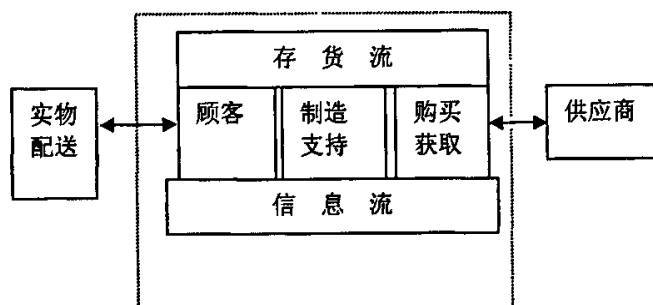 存 货 流
实物
配送
顾客
制造
支持
购买
获取
供应商
信 息 流